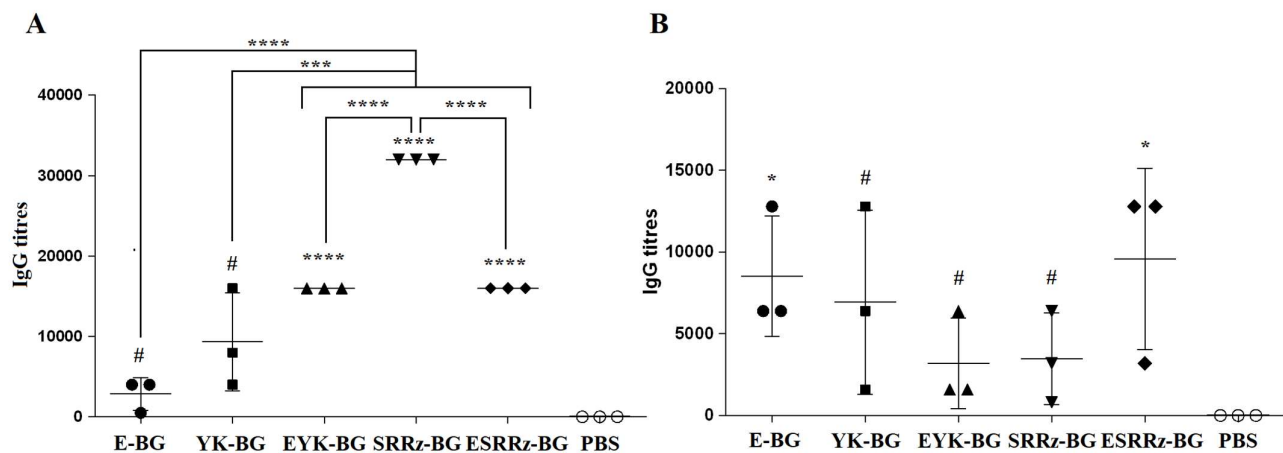 A
B
****
***
**** ****
****
# **** ****
#
40000
30000
20000
10000
0
IgG titres
E-BG YK-BG EYK-BG SRRz-BG ESRRz-BG PBS
* # # # *
20000
15000
10000
5000
0
IgG titres
E-BG YK-BG EYK-BG SRRz-BG ESRRz-BG PBS